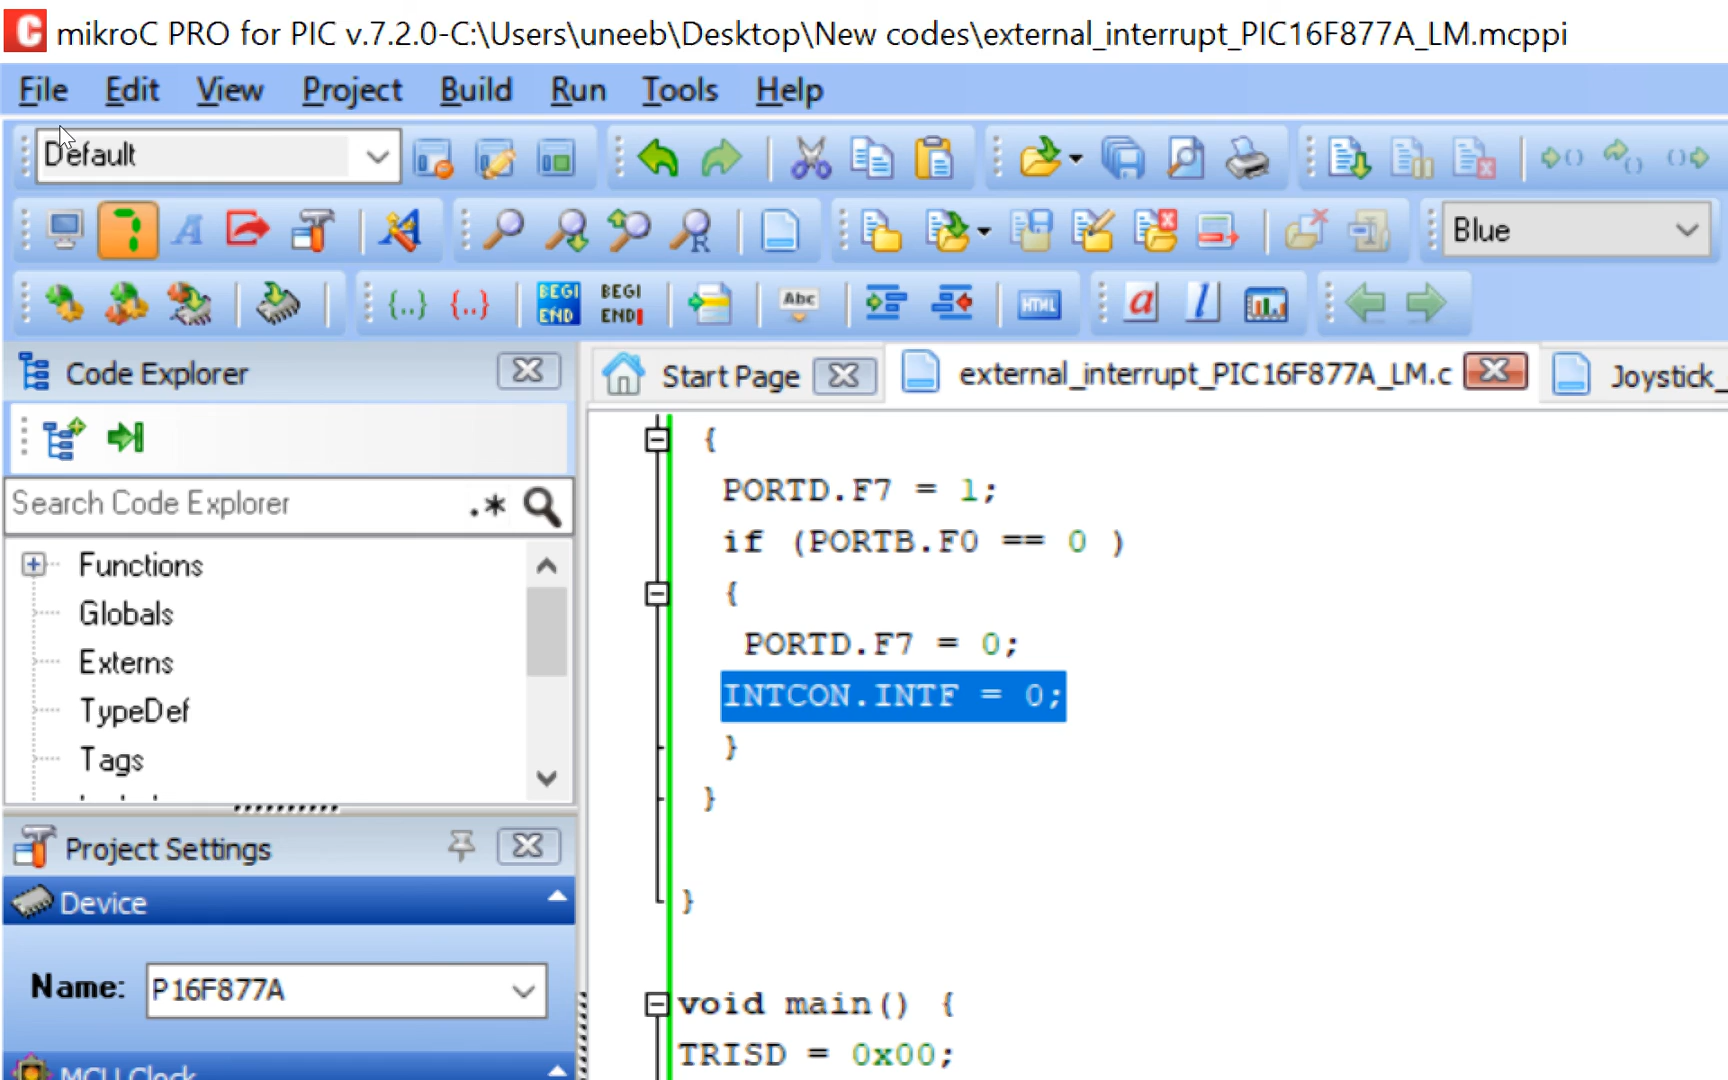 mikroC PRO for PIC v.7.2.0-C:\Users\uneeb\Desktop\New codes\external_interrupt_PIC16F877A_LM.mcppi
File Edit View Project Build Run Tools Help
Default
Blue
BEGI END BEGI END Abc HTML a l
Code Explorer
Start Page
external_interrupt_PIC16F877A_LM.c
Joystick_
Search Code Explorer .*
Functions
Globals
Externs
TypeDef
Tags
{
PORTD.F7 = 1;
if (PORTB.F0 == 0 )
{
PORTD.F7 = 0;
INTCON.INTF = 0;
}
}
}
void main() {
TRISD = 0x00;
Project Settings
Device
Name: P16F877A
MCU Clock